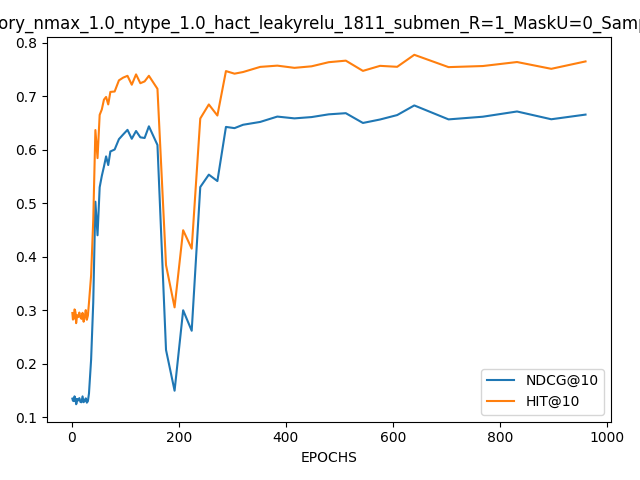 ory_nmax_1.0_ntype_1.0_hact_leakyrelu_1811_submen_R=1_MaskU=0_Samp
0.8
0.7
0.6
0.5
0.4
0.3
0.2
0.1
NDCG@10
HIT@10
0 200 400 600 800 1000
EPOCHS